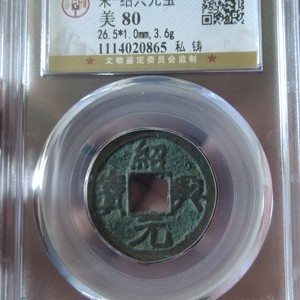 宋 绍兴元宝
美 80
26.5*1.0mm,3.6g
1114020865 私 铸
★ 文物鉴定委员会监制 ★
紹
寳 興
元